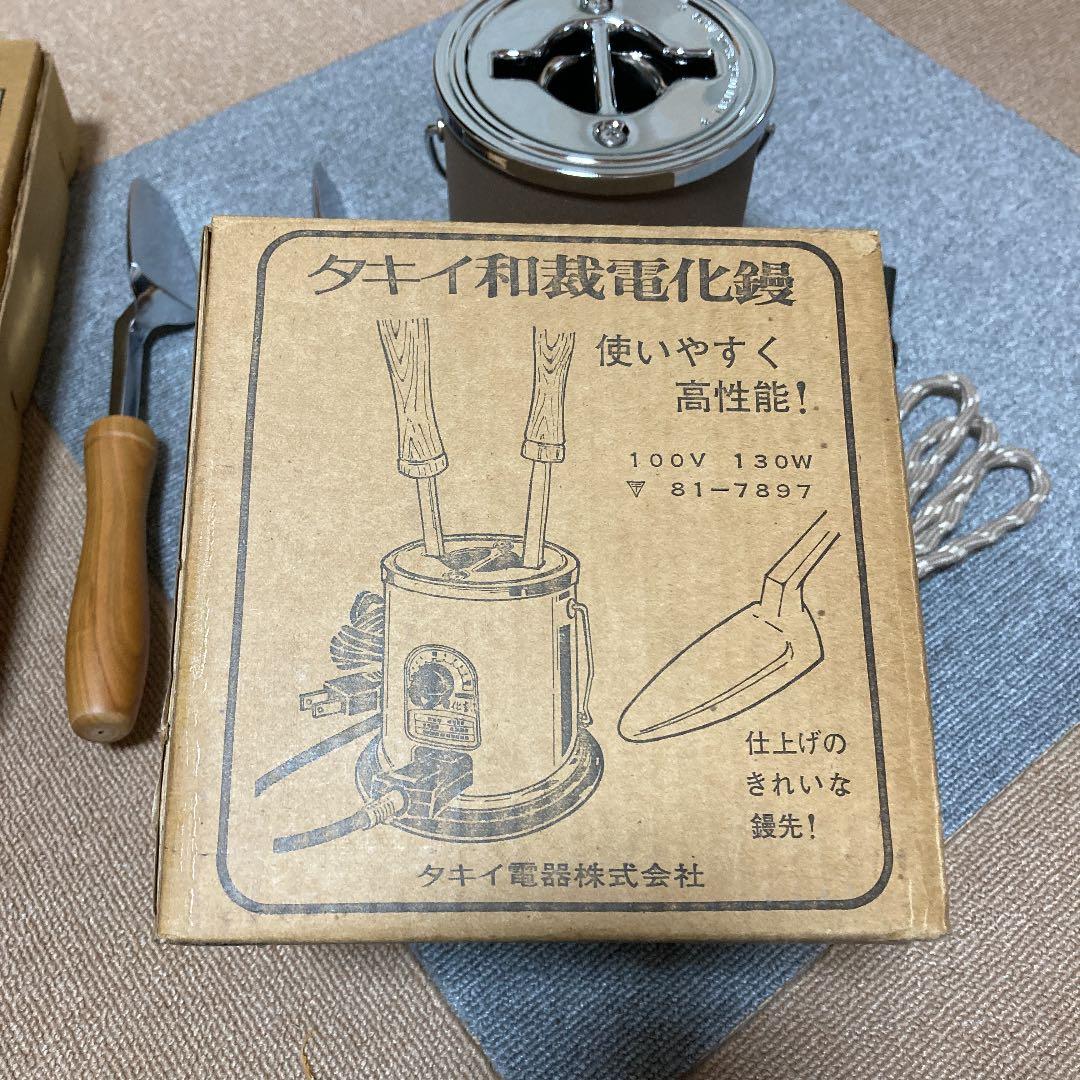 タキイ和裁電化鏝
使いやすく
高性能!
100V 130W
〒 81-7897
仕上げの
きれいな
鏝先!
タキイ電器株式会社